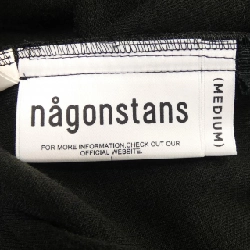 någonstans
FOR MORE INFORMATION,CHECK OUT OUR
OFFICIAL WEBSITE.
(MEDIUM)